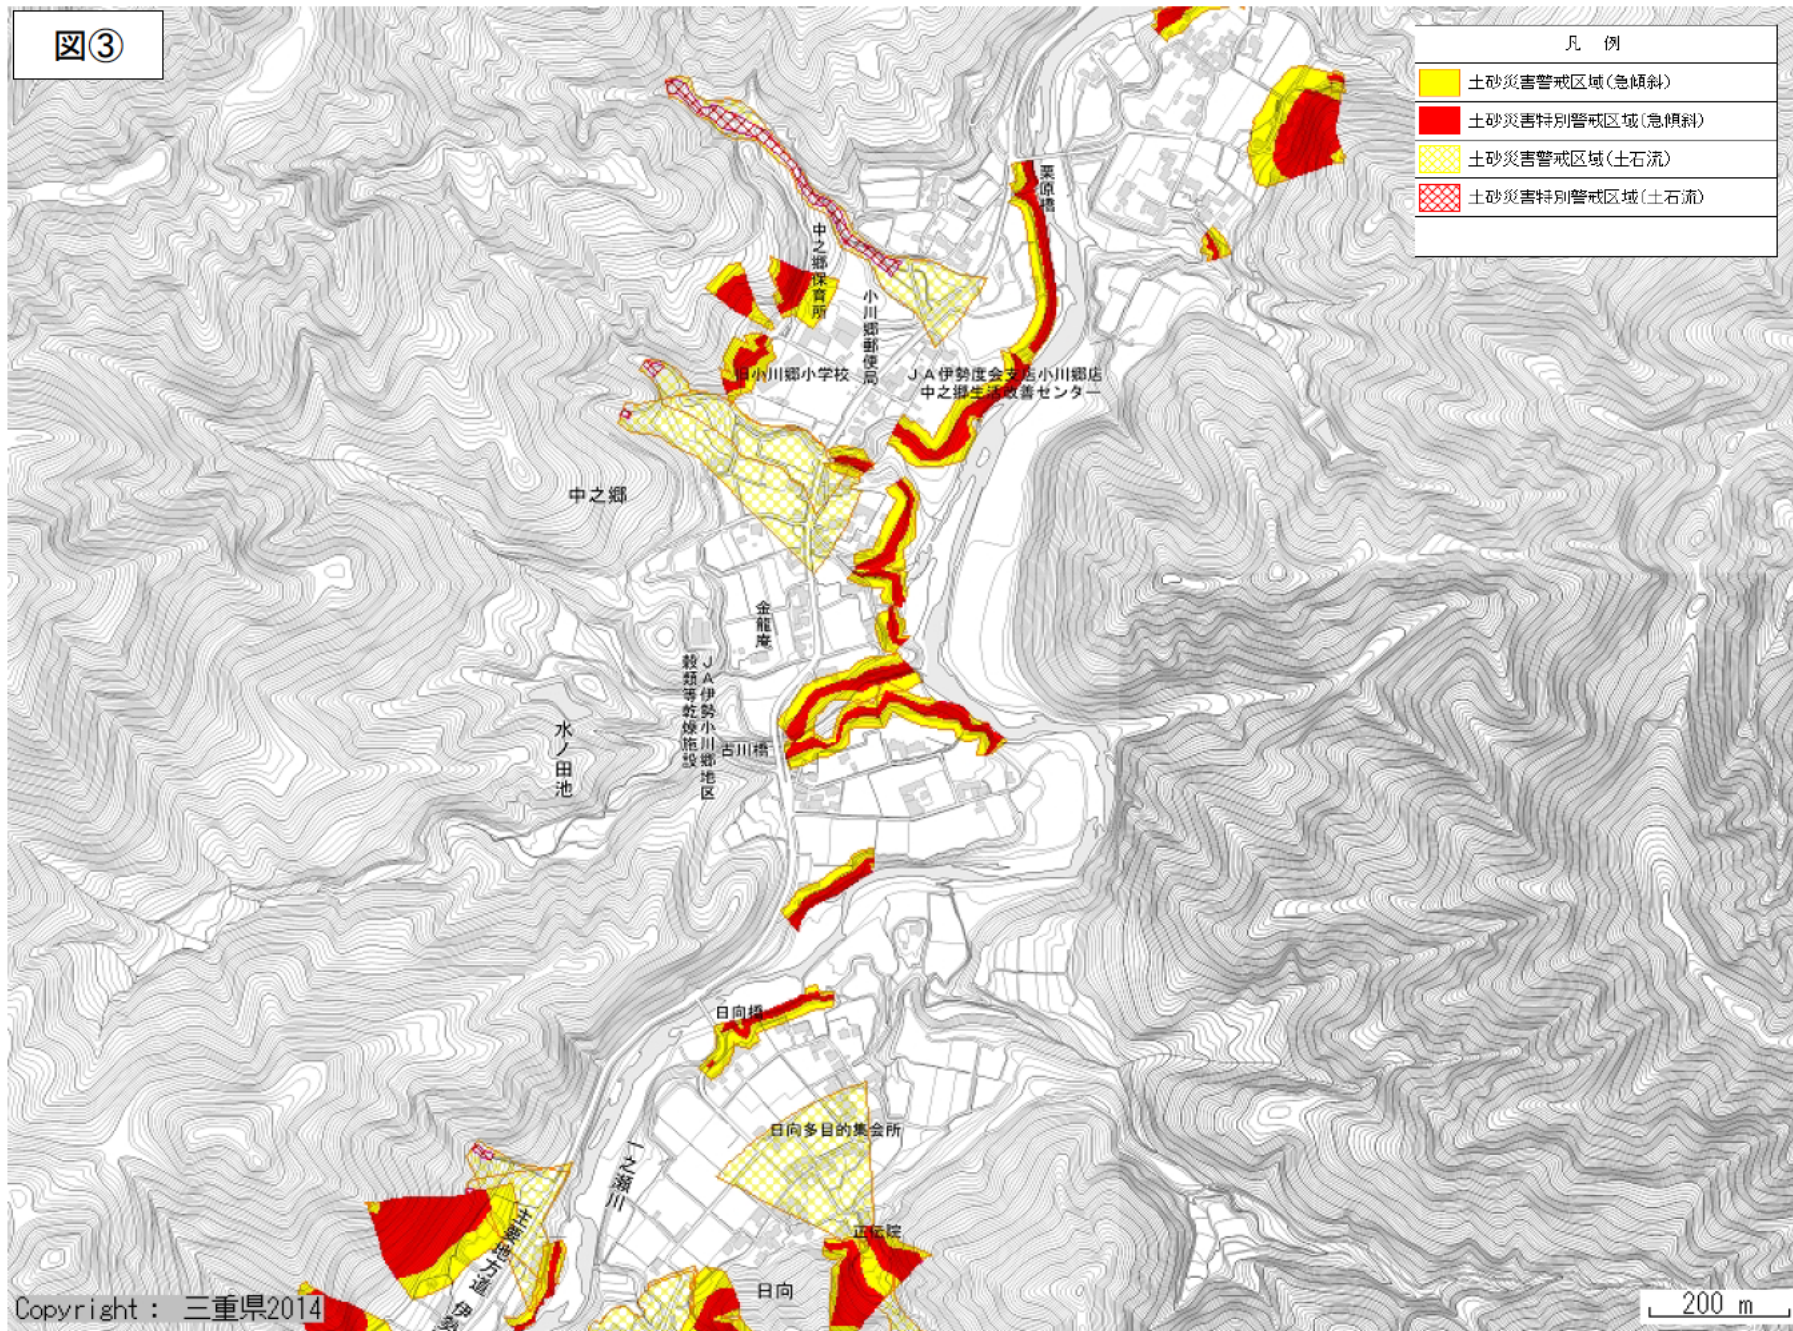 図③
凡 例
土砂災害警戒区域(急傾斜)
土砂災害特別警戒区域(急傾斜)
土砂災害警戒区域(土石流)
土砂災害特別警戒区域(土石流)
栗原橋
中之郷保育所
小川郷郵便局
旧小川郷小学校
JA伊勢度会支店小川郷店
中之郷生活改善センター
中之郷
金龍庵
JA伊勢小川郷地区
穀類等乾燥施設
古川橋
水ノ田池
日向橋
日向多目的集会所
一之瀬川
正伝院
主要地方道 伊勢
日向
Copyright : 三重県2014
200 m